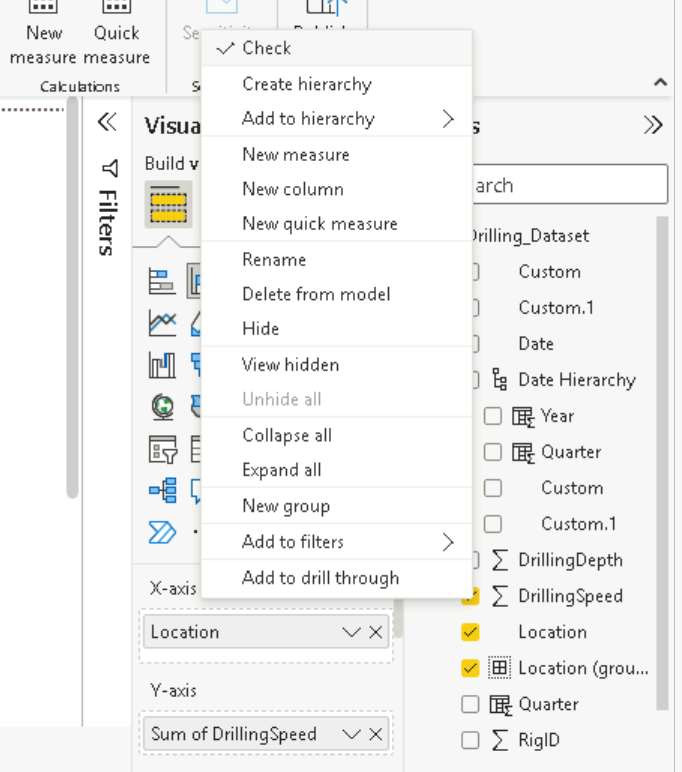 New
measure
Quick
measure
Calculations
Check
Create hierarchy
Add to hierarchy
New measure
New column
New quick measure
Rename
Delete from model
Hide
View hidden
Unhide all
Collapse all
Expand all
New group
Add to filters
Add to drill through
Filters
Visua
Build v
X-axis
Location
Y-axis
Sum of DrillingSpeed
arch
rilling_Dataset
Custom
Custom.1
Date
Date Hierarchy
Year
Quarter
Custom
Custom.1
DrillingDepth
DrillingSpeed
Location
Location (grou...
Quarter
RigID